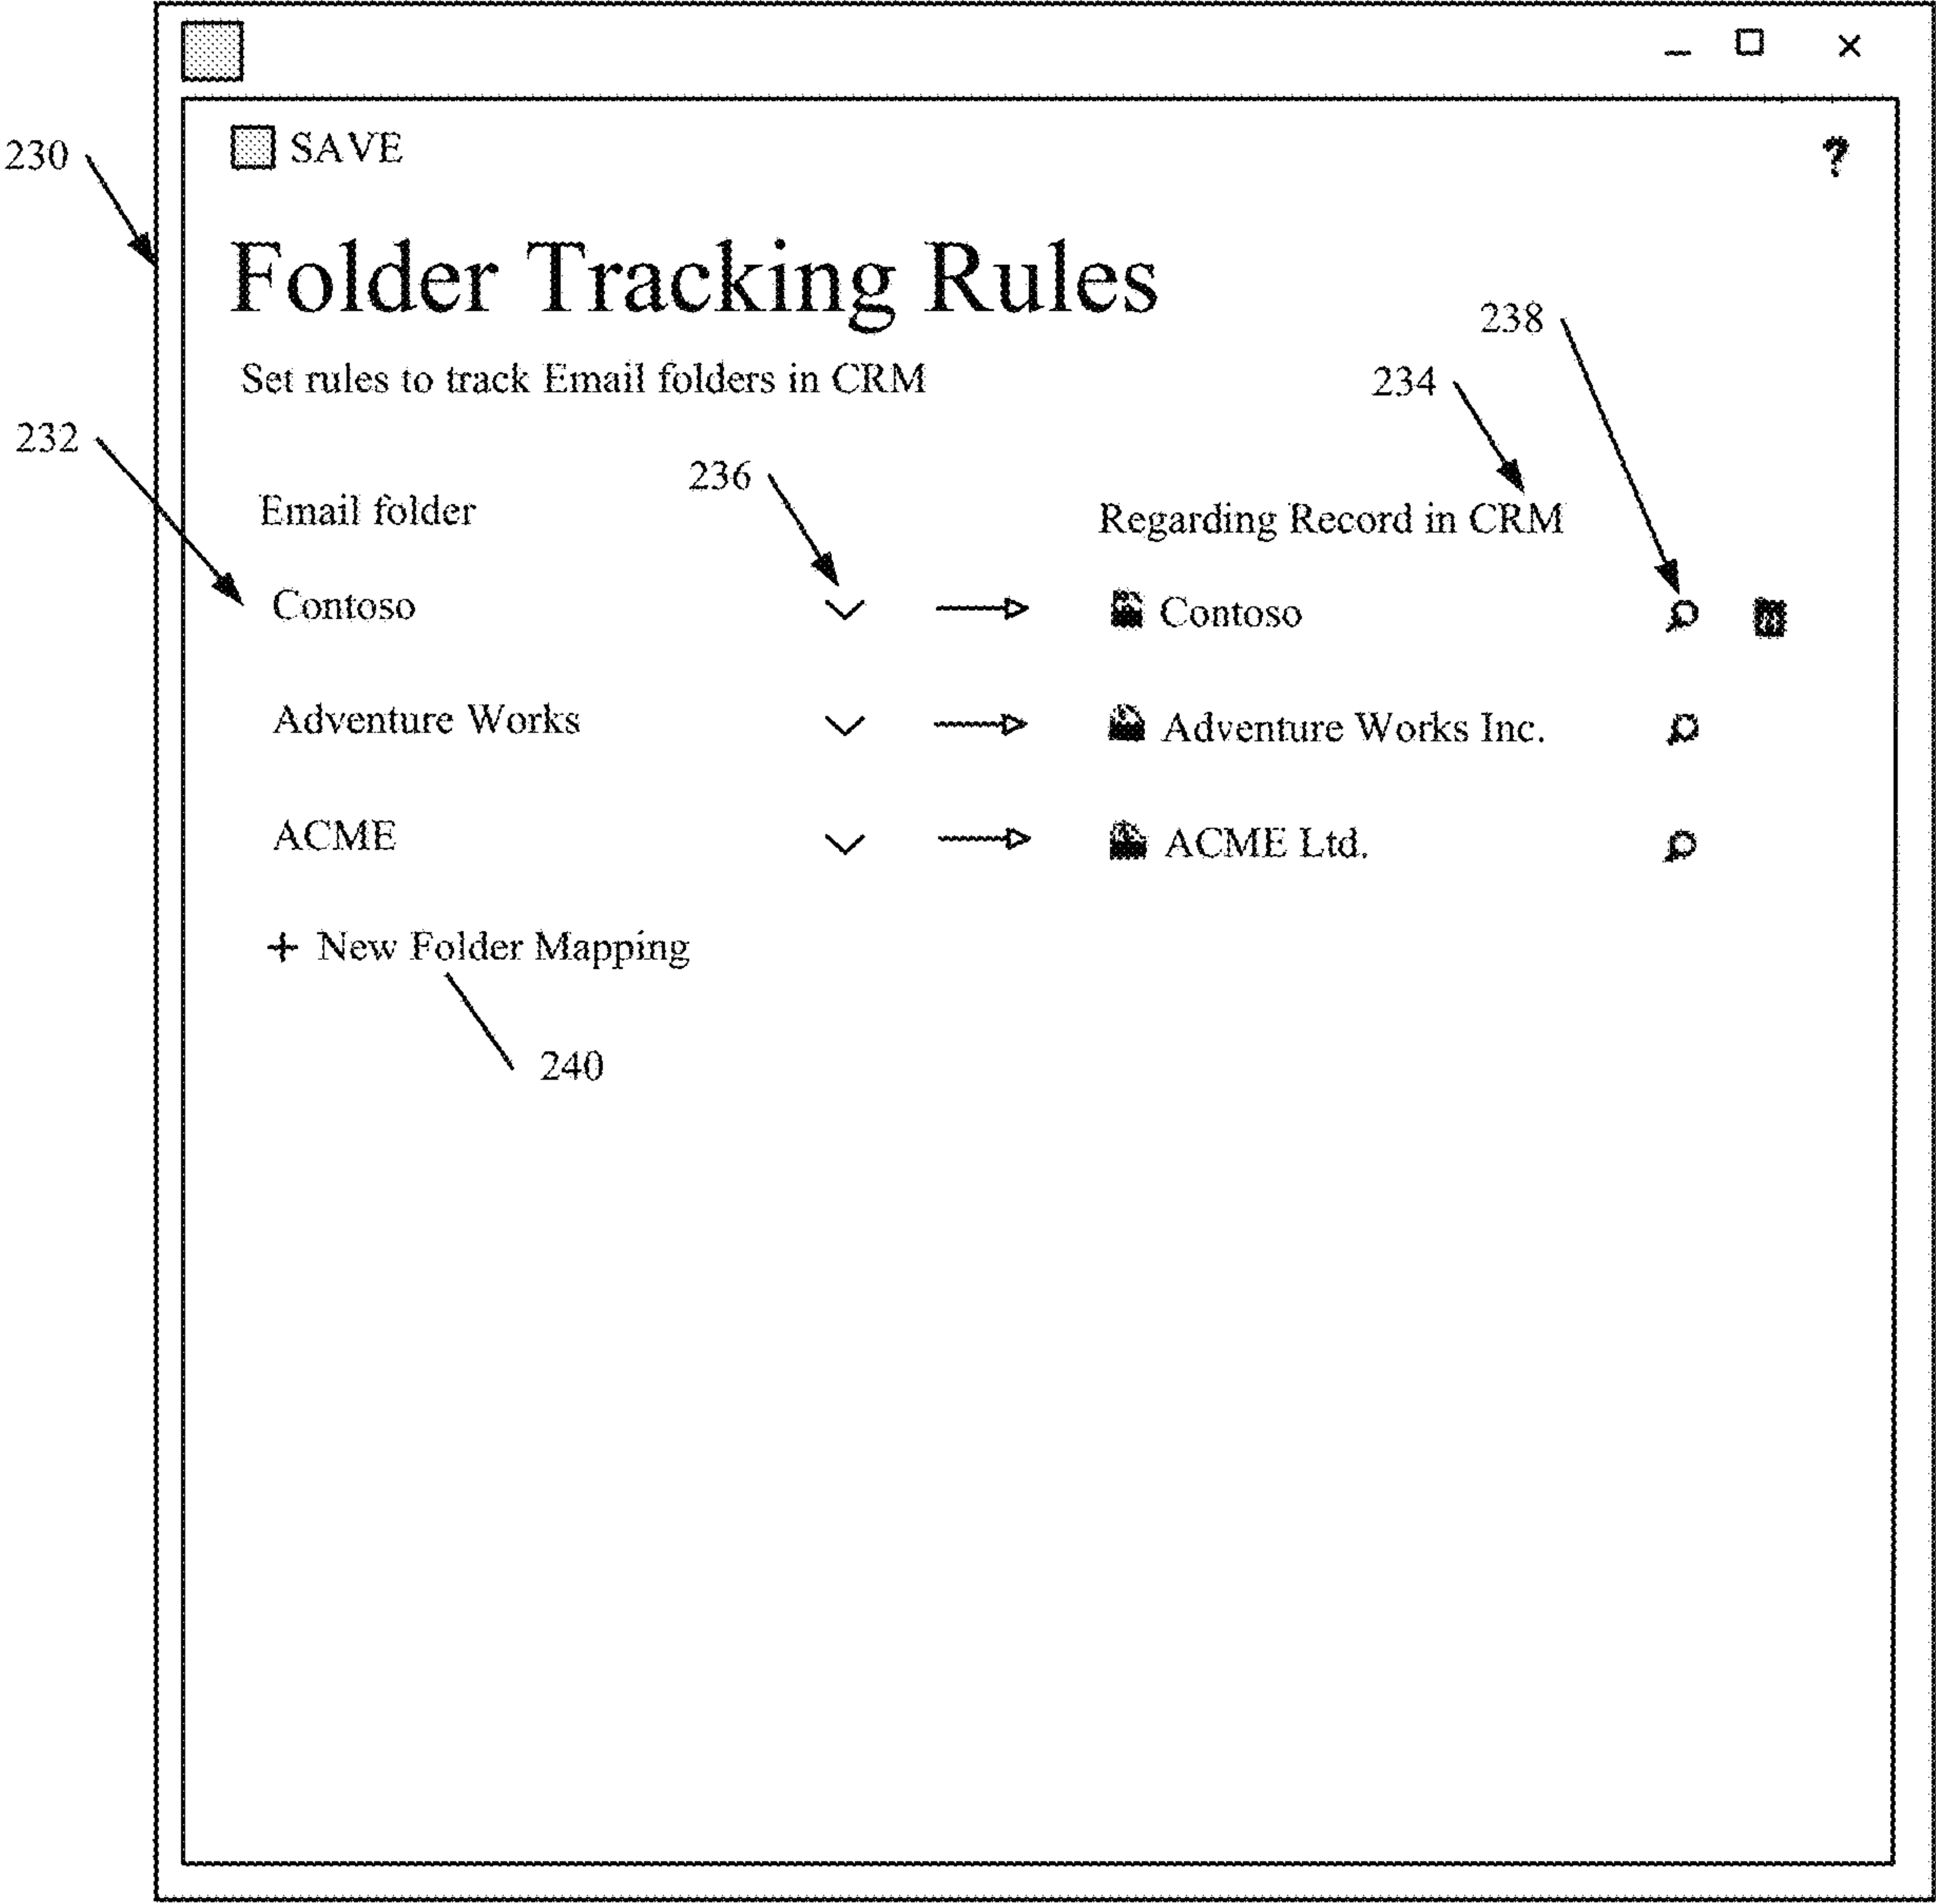 SAVE
?
230
Folder Tracking Rules
238
Set rules to track Email folders in CRM
234
232
236
Email folder
Regarding Record in CRM
Contoso
Contoso
Adventure Works
Adventure Works Inc.
ACME
ACME Ltd.
+ New Folder Mapping
240